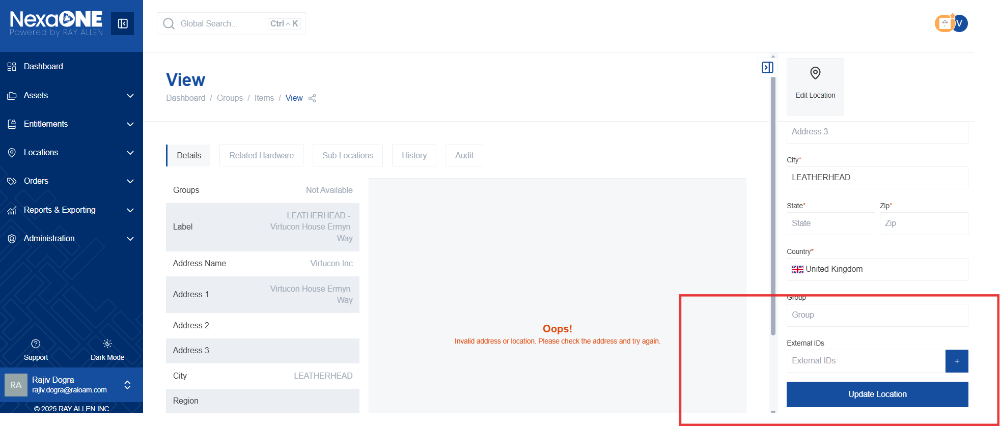 NexaONE
Powered by RAY ALLEN
Global Search...
Ctrl ^ K
V
Dashboard
Assets
Entitlements
Locations
Orders
Reports & Exporting
Administration
Support
Dark Mode
RA
Rajiv Dogra
rajiv.dogra@raioam.com
© 2025 RAY ALLEN INC
View
Dashboard / Groups / Items / View
Details
Related Hardware
Sub Locations
History
Audit
Groups
Not Available
Label
LEATHERHEAD -
Virtucon House Ermyn
Way
Address Name
Virtucon Inc
Address 1
Virtucon House Ermyn
Way
Address 2
Address 3
City
LEATHERHEAD
Region
Oops!
Invalid address or location. Please check the address and try again.
Edit Location
Address 3
City*
LEATHERHEAD
State*
Zip*
State
Zip
Country*
United Kingdom
Group
Group
External IDs
External IDs
+
Update Location